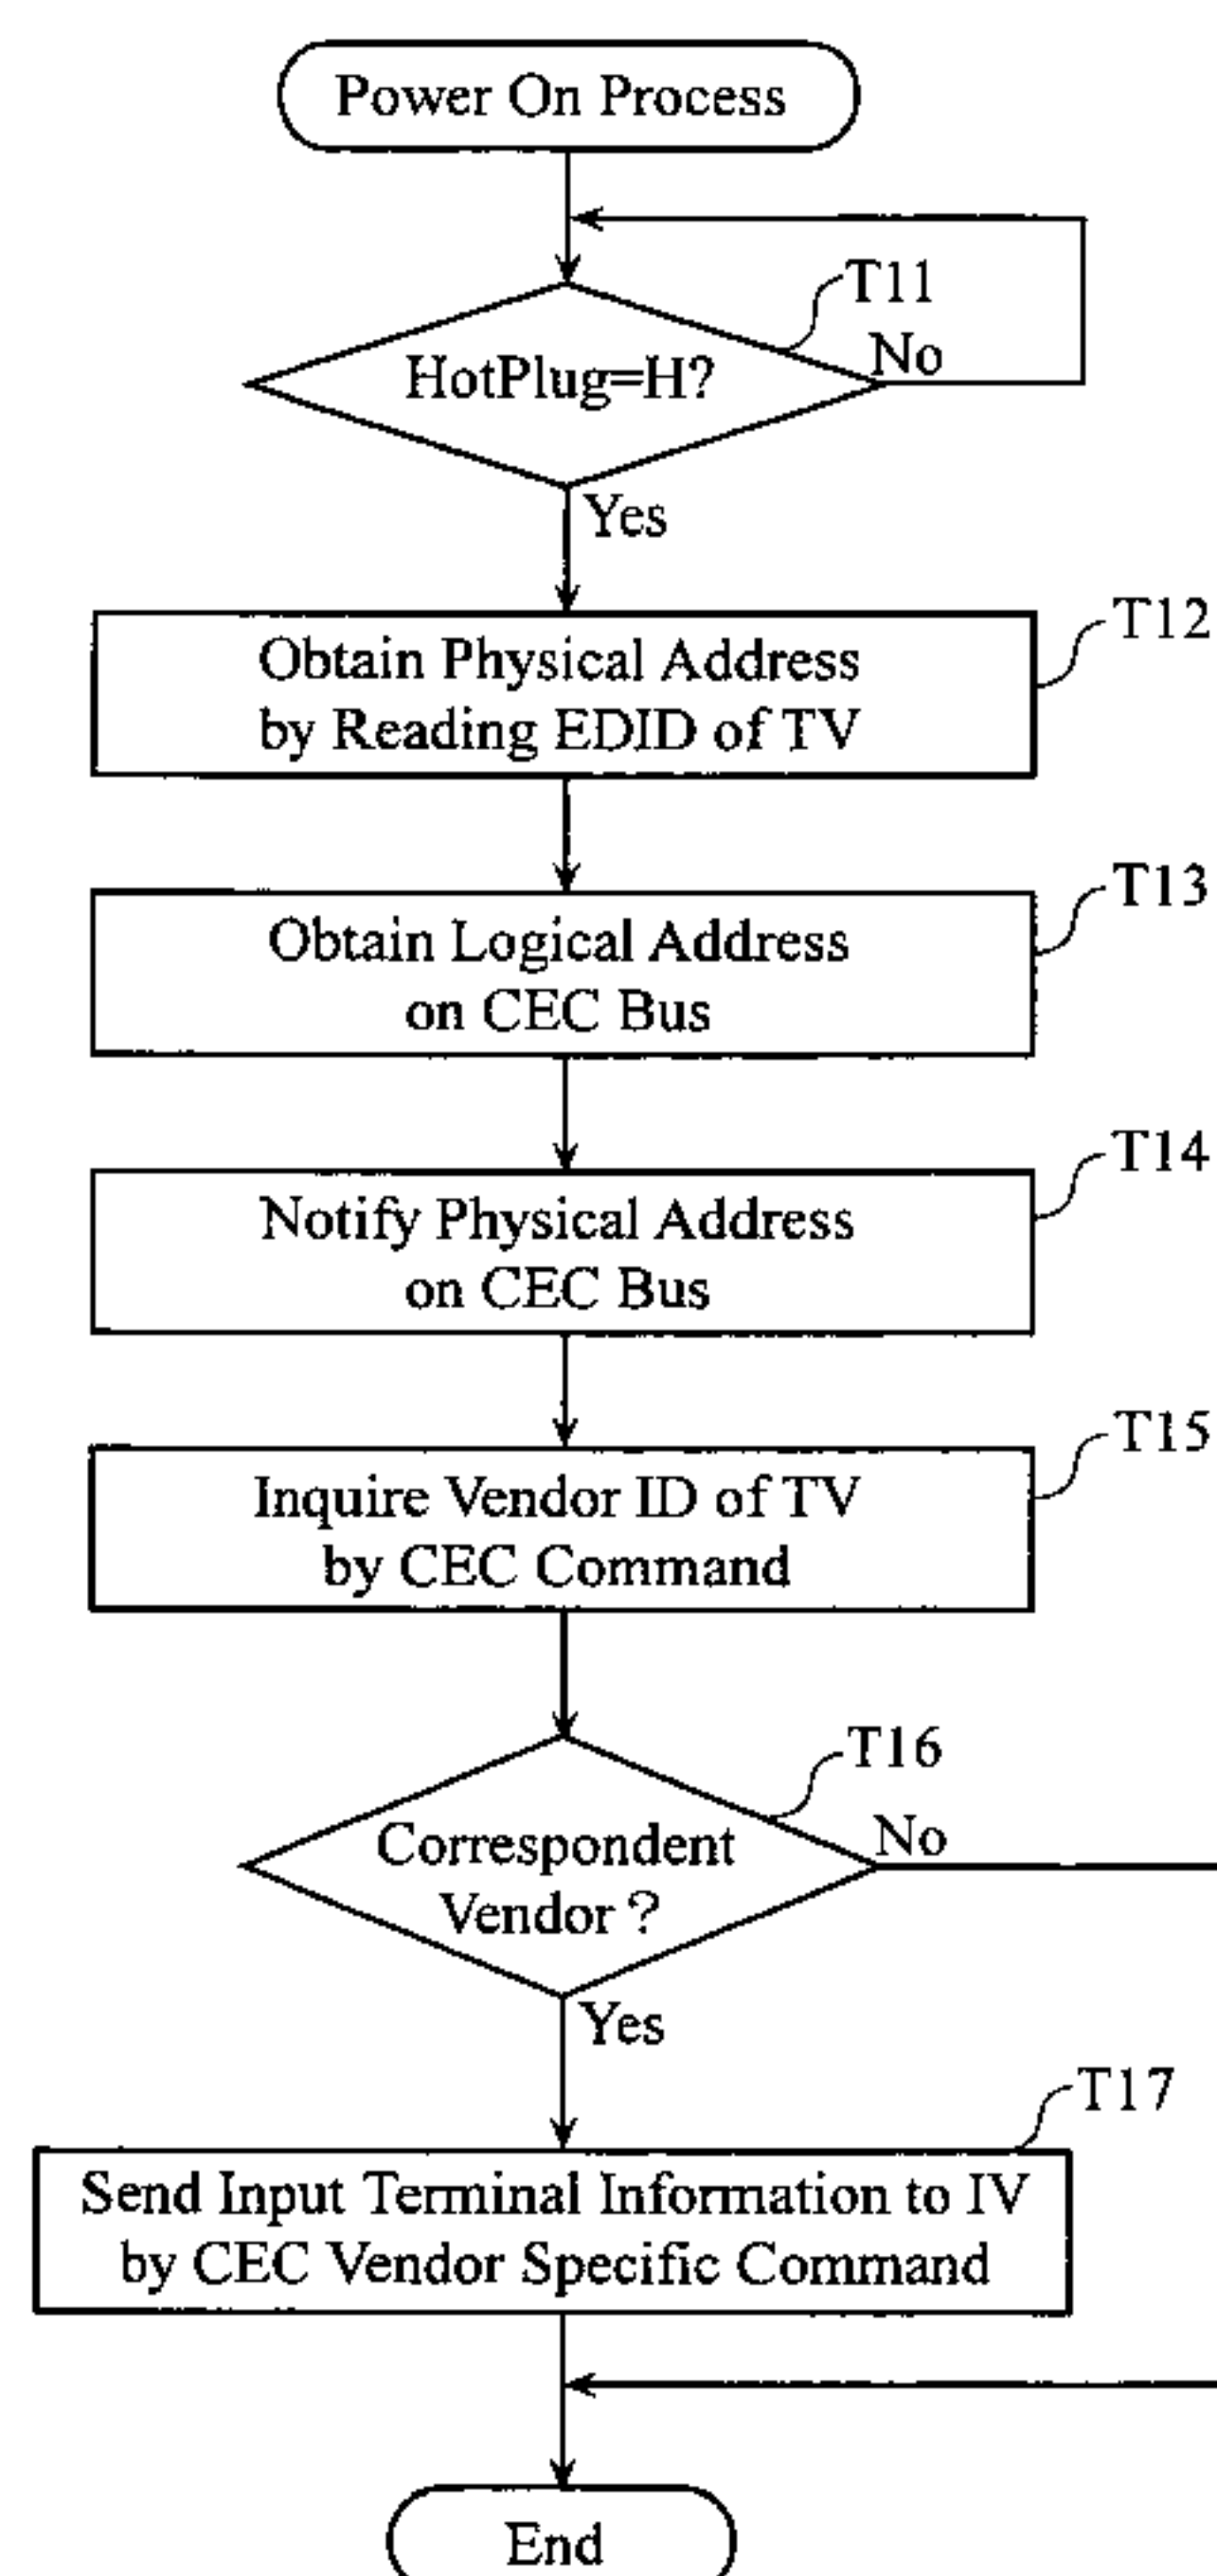 Power On Process
T11
HotPlug=H?
No
Yes
T12
Obtain Physical Address
by Reading EDID of TV
T13
Obtain Logical Address
on CEC Bus
T14
Notify Physical Address
on CEC Bus
T15
Inquire Vendor ID of TV
by CEC Command
T16
Correspondent
Vendor ?
No
Yes
T17
Send Input Terminal Information to IV
by CEC Vendor Specific Command
End